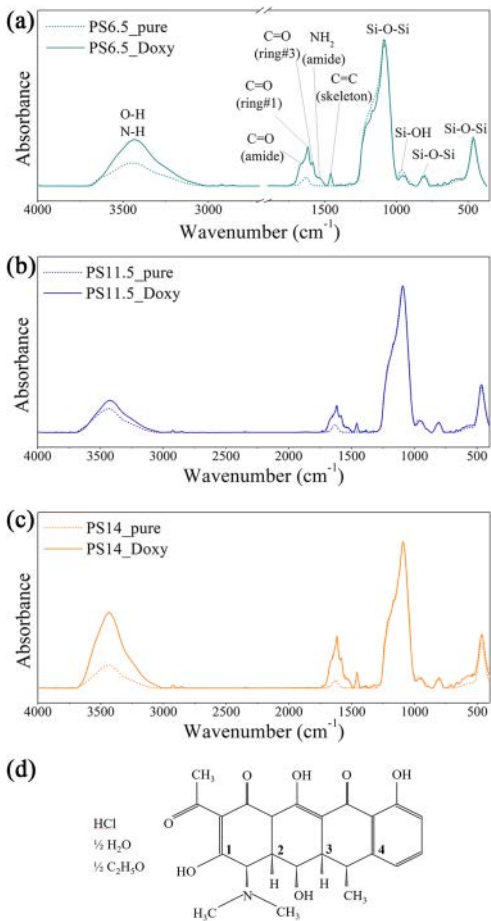 (a)
PS6.5_pure
PS6.5_Doxy
O-H
N-H
C=O
(ring#3)
NH₂
(amide)
Si-O-Si
C=O
(ring#1)
C=C
(skeleton)
C=O
(amide)
Si-OH
Si-O-Si
Si-O-Si
Absorbance
4000 3500 3000 1500 1000 500
Wavenumber (cm⁻¹)
(b)
PS11.5_pure
PS11.5_Doxy
Absorbance
4000 3500 3000 2500 2000 1500 1000 500
Wavenumber (cm⁻¹)
(c)
PS14_pure
PS14_Doxy
Absorbance
4000 3500 3000 2500 2000 1500 1000 500
Wavenumber (cm⁻¹)
(d)
CH₃ O OH O OH
O
HCl
½ H₂O
½ C₂H₅O
1 2 3 4
HO
H OH H CH₃
N
H₃C CH₃